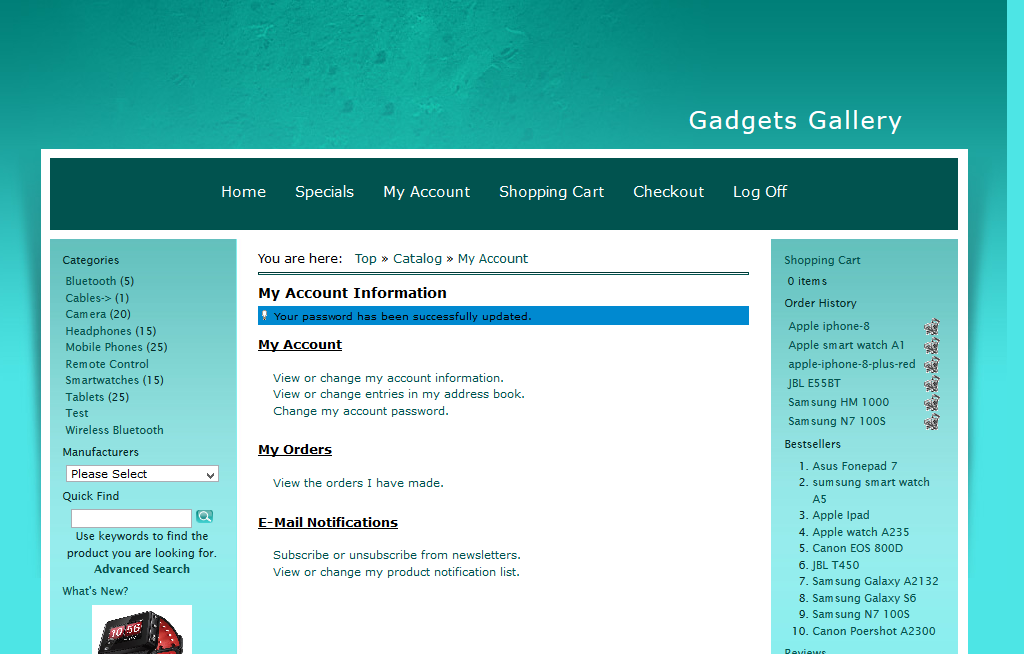 Gadgets Gallery
Home Specials My Account Shopping Cart Checkout Log Off
Categories
Bluetooth (5)
Cables-> (1)
Camera (20)
Headphones (15)
Mobile Phones (25)
Remote Control
Smartwatches (15)
Tablets (25)
Test
Wireless Bluetooth
Manufacturers
Please Select
Quick Find
Use keywords to find the
product you are looking for.
Advanced Search
What's New?
10:56
You are here: Top » Catalog » My Account
My Account Information
Your password has been successfully updated.
My Account
View or change my account information.
View or change entries in my address book.
Change my account password.
My Orders
View the orders I have made.
E-Mail Notifications
Subscribe or unsubscribe from newsletters.
View or change my product notification list.
Shopping Cart
0 items
Order History
Apple iphone-8
Apple smart watch A1
apple-iphone-8-plus-red
JBL E55BT
Samsung HM 1000
Samsung N7 100S
Bestsellers
1. Asus Fonepad 7
2. sumsung smart watch
A5
3. Apple Ipad
4. Apple watch A235
5. Canon EOS 800D
6. JBL T450
7. Samsung Galaxy A2132
8. Samsung Galaxy S6
9. Samsung N7 100S
10. Canon Poershot A2300
Reviews